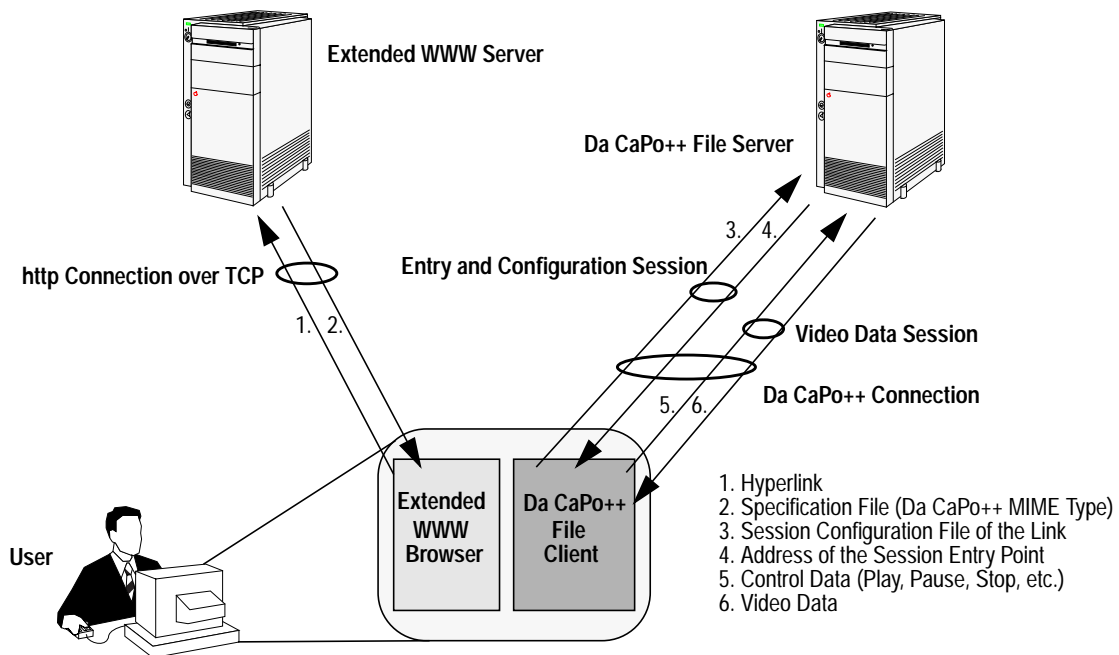 Extended WWW Server
Da CaPo++ File Server
3.
4.
Entry and Configuration Session
http Connection over TCP
1.
2.
Video Data Session
Da CaPo++ Connection
5.
6.
Extended
WWW
Browser
Da CaPo++
File
Client
User
1. Hyperlink
2. Specification File (Da CaPo++ MIME Type)
3. Session Configuration File of the Link
4. Address of the Session Entry Point
5. Control Data (Play, Pause, Stop, etc.)
6. Video Data